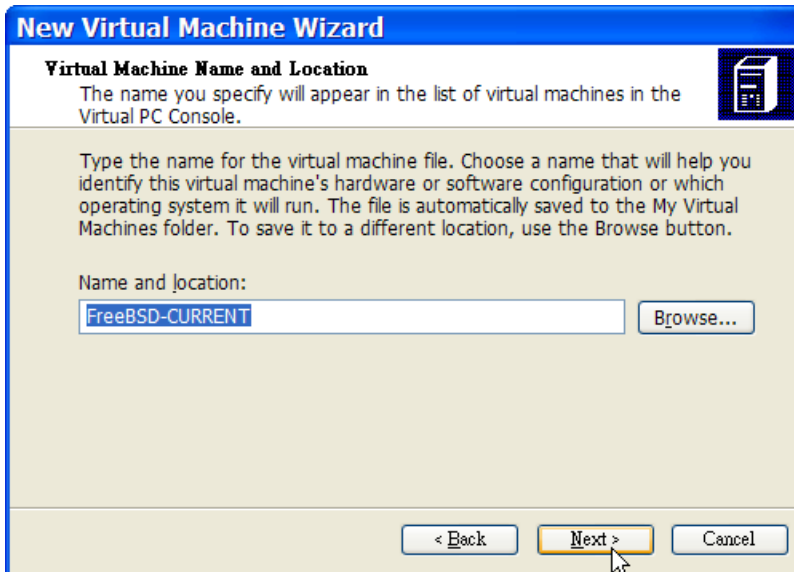 New Virtual Machine Wizard
Virtual Machine Name and Location
The name you specify will appear in the list of virtual machines in the
Virtual PC Console.
Type the name for the virtual machine file. Choose a name that will help you
identify this virtual machine's hardware or software configuration or which
operating system it will run. The file is automatically saved to the My Virtual
Machines folder. To save it to a different location, use the Browse button.
Name and location:
FreeBSD-CURRENT
Browse...
< Back
Next >
Cancel